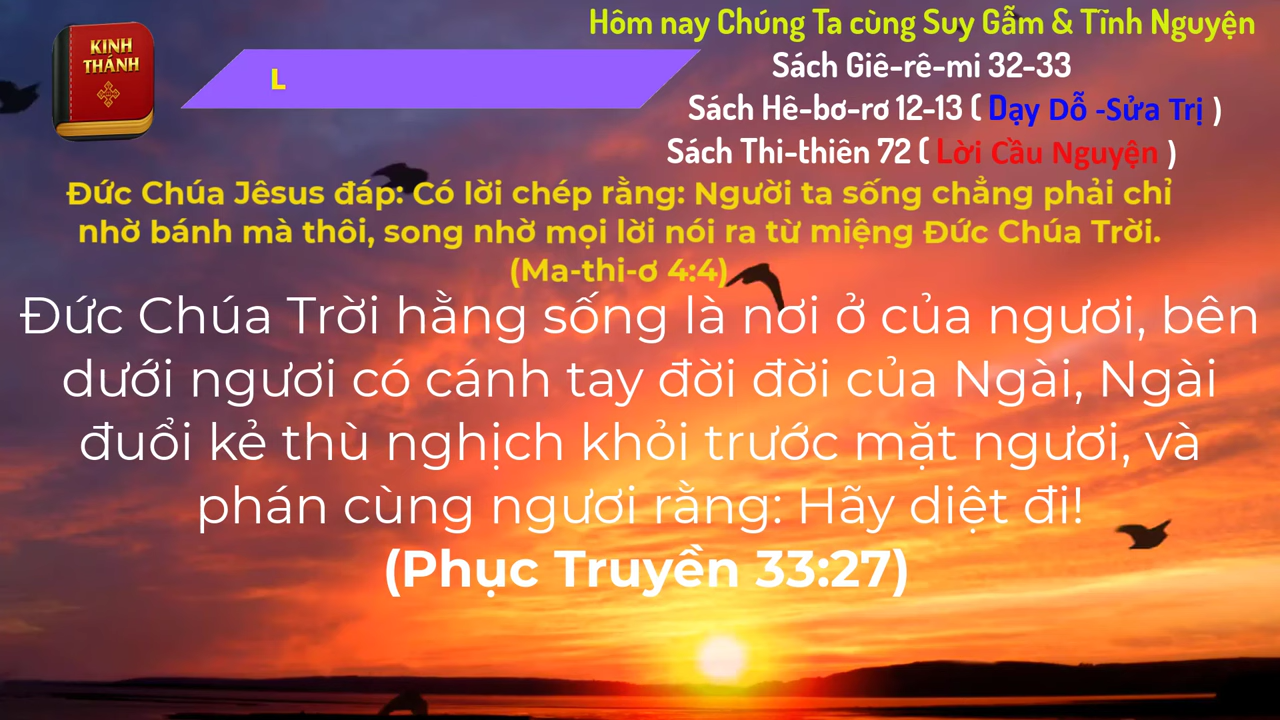 KINH
THÁNH
L
Hôm nay Chúng Ta cùng Suy Gẫm & Tĩnh Nguyện
Sách Giê-rê-mi 32-33
Sách Hê-bơ-rơ 12-13 ( Dạy Dỗ -Sửa Trị )
Sách Thi-thiên 72 ( Lời Cầu Nguyện )
Đức Chúa Jêsus đáp: Có lời chép rằng: Người ta sống chẳng phải chỉ
nhờ bánh mà thôi, song nhờ mọi lời nói ra từ miệng Đức Chúa Trời.
(Ma-thi-ơ 4:4)
Đức Chúa Trời hằng sống là nơi ở của ngươi, bên
dưới ngươi có cánh tay đời đời của Ngài, Ngài
đuổi kẻ thù nghịch khỏi trước mặt ngươi, và
phán cùng ngươi rằng: Hãy diệt đi!
(Phục Truyền 33:27)